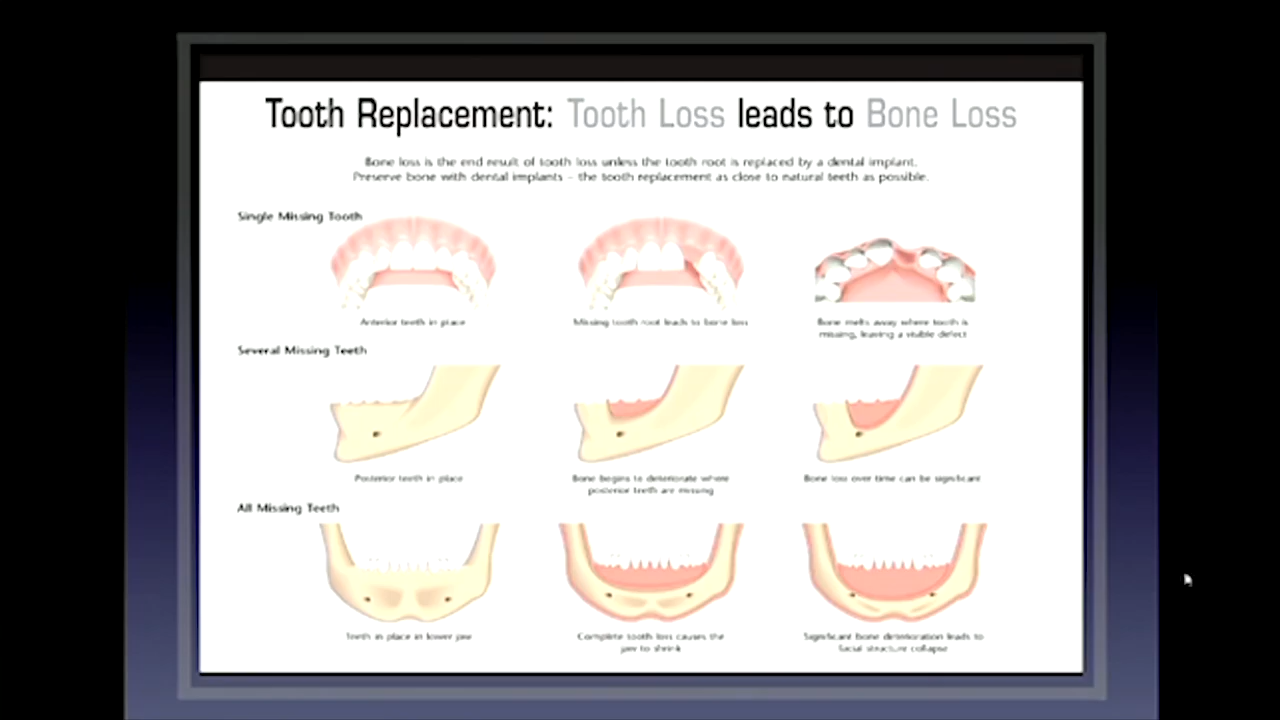 Tooth Replacement: Tooth Loss leads to Bone Loss
Bone loss is the end result of tooth loss unless the tooth root is replaced by a dental implant.
Preserve bone with dental implants – the tooth replacement as close to natural teeth as possible.
Single Missing Tooth
Anterior teeth in place
Missing tooth root leads to bone loss
Bone melts away where tooth is
missing, leaving a visible defect
Several Missing Teeth
Posterior teeth in place
Bone begins to deteriorate where
posterior teeth are missing
Bone loss over time can be significant
All Missing Teeth
Teeth in place in lower jaw
Complete tooth loss causes the
jaw to shrink
Significant bone deterioration leads to
facial structure collapse